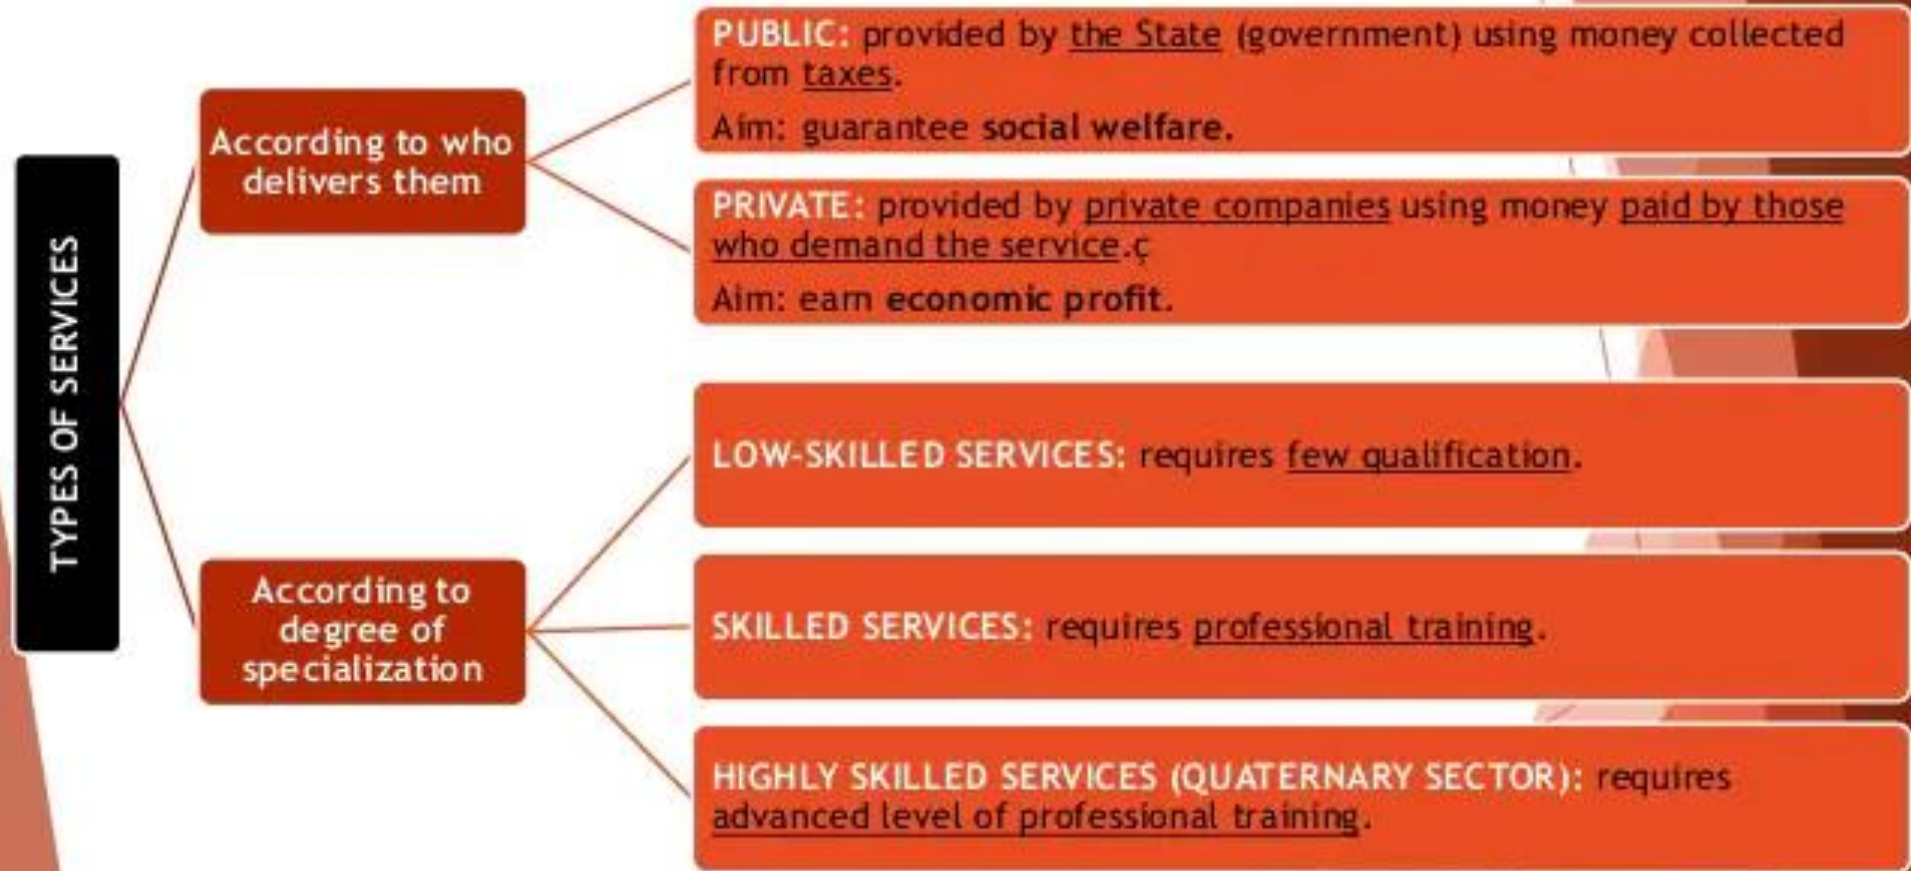 TYPES OF SERVICES
According to who
delivers them
PUBLIC: provided by the State (government) using money collected
from taxes.
Aim: guarantee social welfare.
PRIVATE: provided by private companies using money paid by those
who demand the service.ç
Aim: earn economic profit.
According to
degree of
specialization
LOW-SKILLED SERVICES: requires few qualification.
SKILLED SERVICES: requires professional training.
HIGHLY SKILLED SERVICES (QUATERNARY SECTOR): requires
advanced level of professional training.